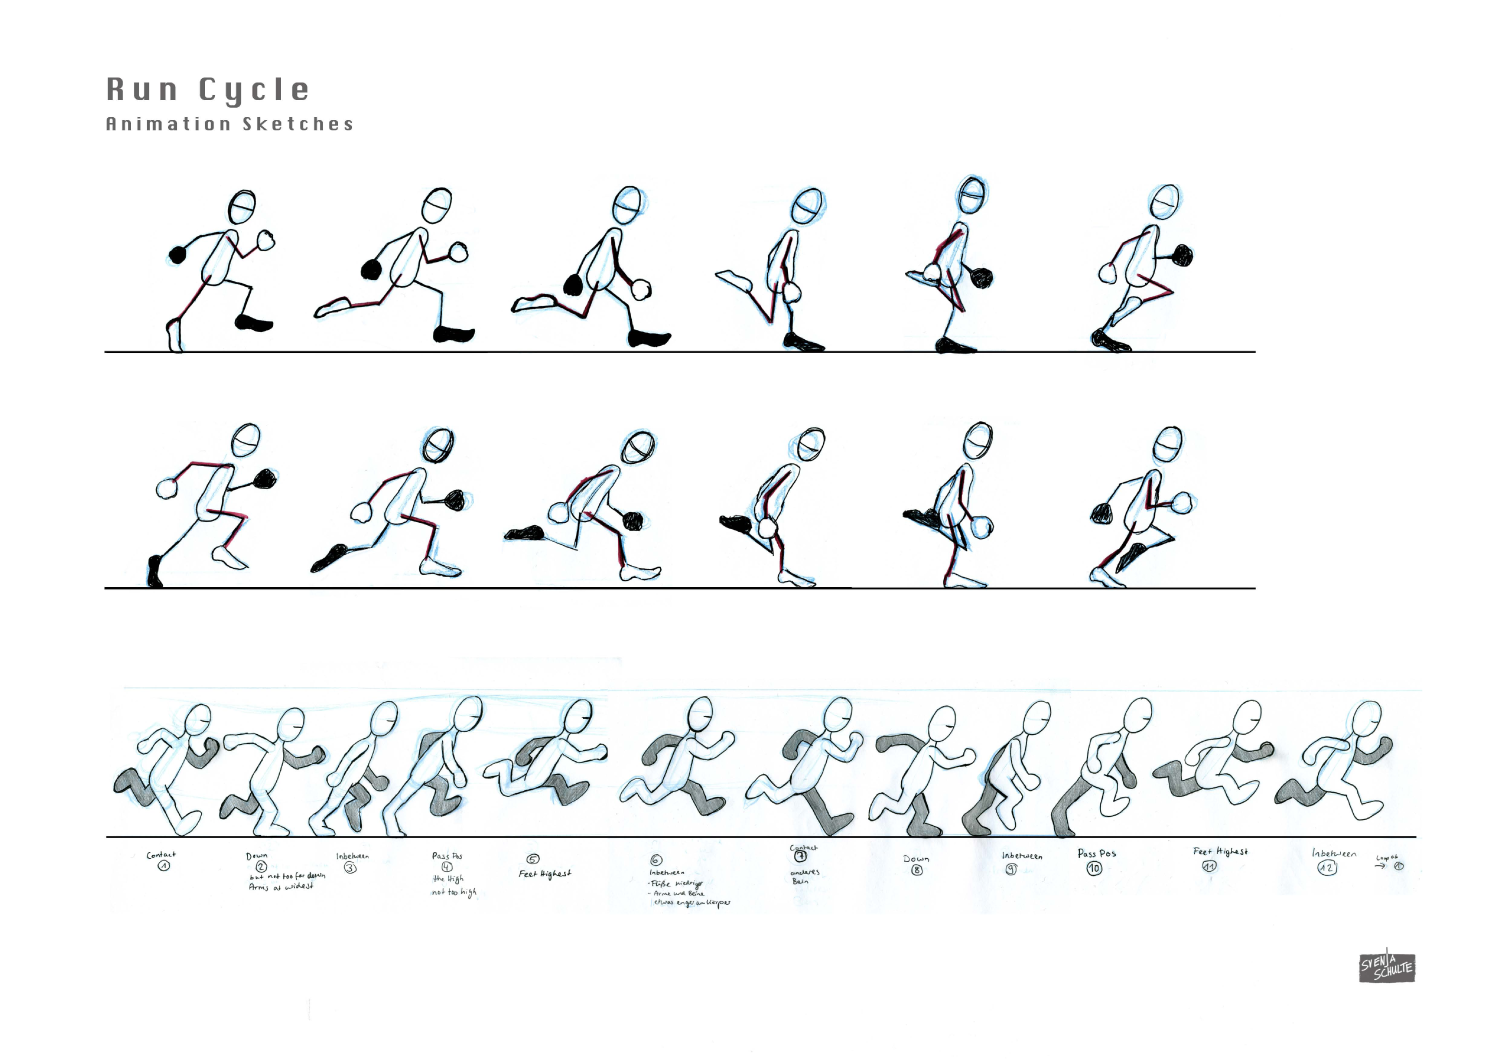 Run Cycle
Animation Sketches
Contact
1
Down
2
but not too far down
Arms at widest
Inbetween
3
Pass Pos
4
the High
not too high
5
Feet Highest
6
Inbetween
- Füße niedriger
- Arme und Beine
etwas enger am Körper
Contact
7
anderes
Bein
Down
8
Inbetween
9
Pass Pos
10
Feet Highest
11
Inbetween
12
→ 1
SVENJA
SCHULTE